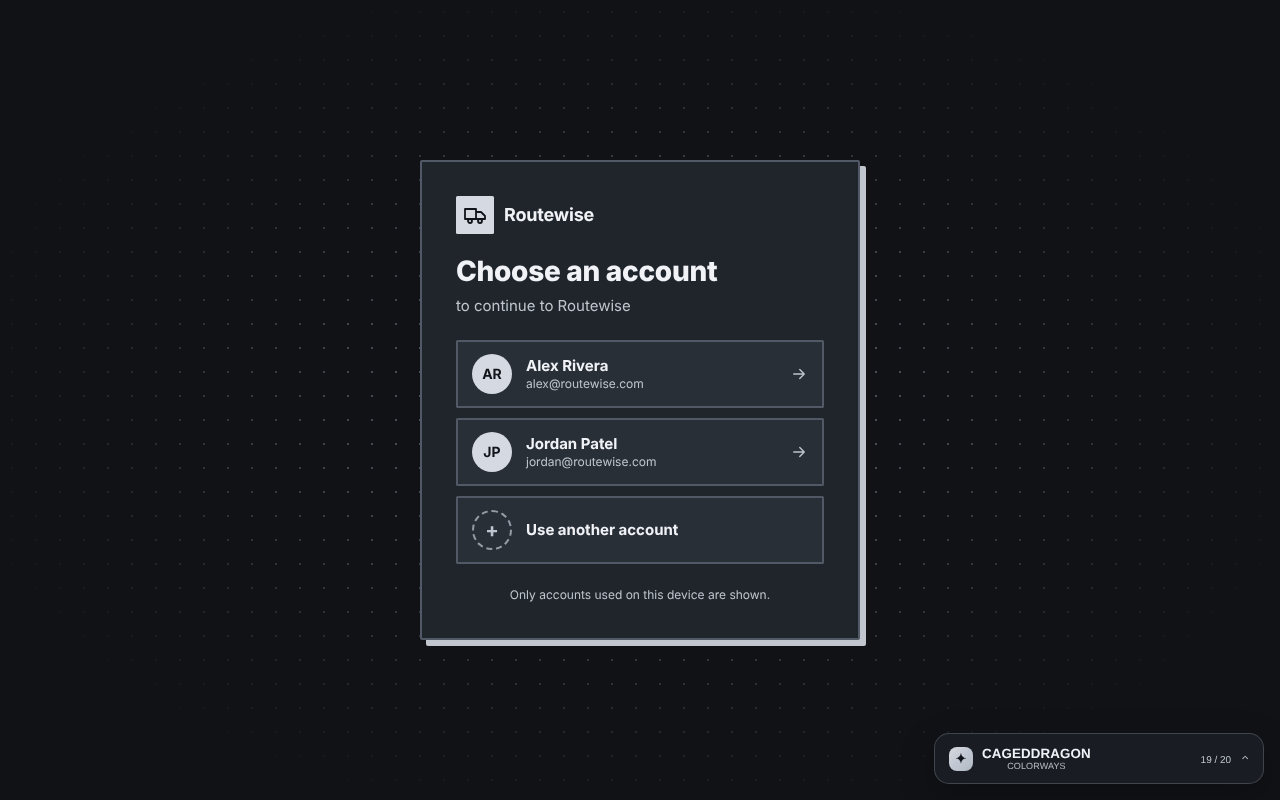 Routewise
Choose an account
to continue to Routewise
AR
Alex Rivera
alex@routewise.com
JP
Jordan Patel
jordan@routewise.com
+
Use another account
Only accounts used on this device are shown.
CAGEDDRAGON
COLORWAYS
19 / 20